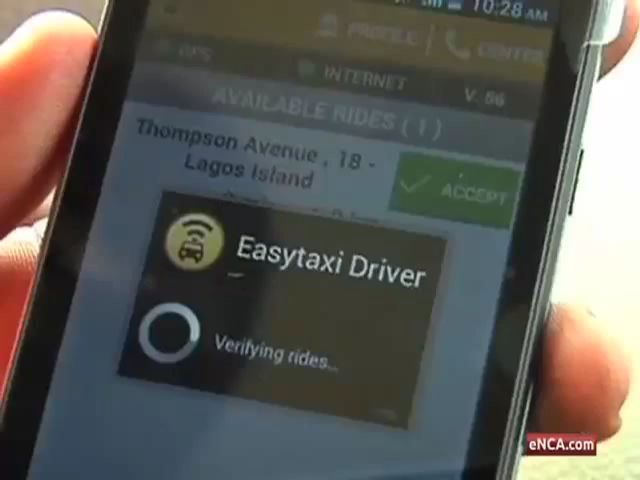 10:28 AM
PROFILE
CENTER
GPS
INTERNET
V. 56
AVAILABLE RIDES ( 1 )
Thompson Avenue , 18 -
Lagos Island
ACCEPT
Easytaxi Driver
Verifying rides...
eNCA.com